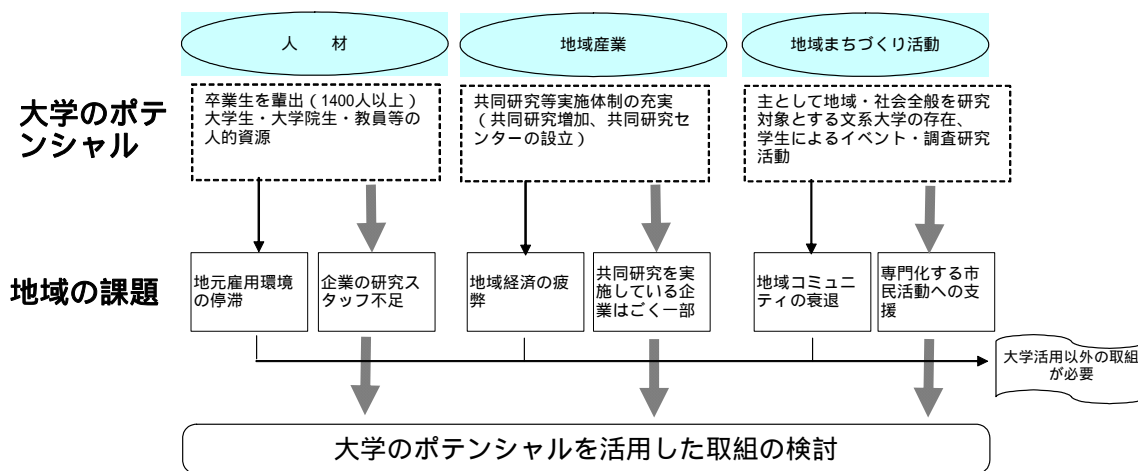 人　材
地域産業
地域まちづくり活動
大学のポテ
ンシャル
卒業生を輩出（1400人以上）
大学生・大学院生・教員等の
人的資源
共同研究等実施体制の充実
（共同研究増加、共同研究セ
ンターの設立）
主として地域・社会全般を研究
対象とする文系大学の存在、
学生によるイベント・調査研究
活動
地域の課題
地元雇用環境
の停滞
企業の研究ス
タッフ不足
地域経済の疲
弊
共同研究を実
施している企
業はごく一部
地域コミュニ
ティの衰退
専門化する市
民活動への支
援
大学活用以外の取組
が必要
大学のポテンシャルを活用した取組の検討